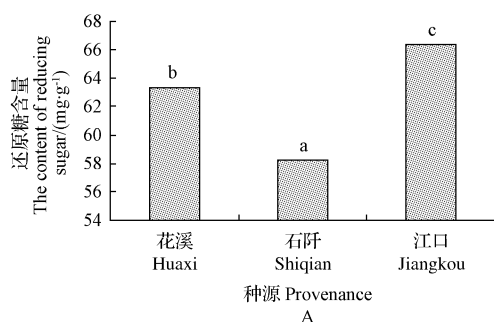 还原糖含量
The content of reducing
sugar/(mg·g⁻¹)
68
66
64
62
60
58
56
54
b
a
c
花溪
Huaxi
石阡
Shiqian
江口
Jiangkou
种源 Provenance
A